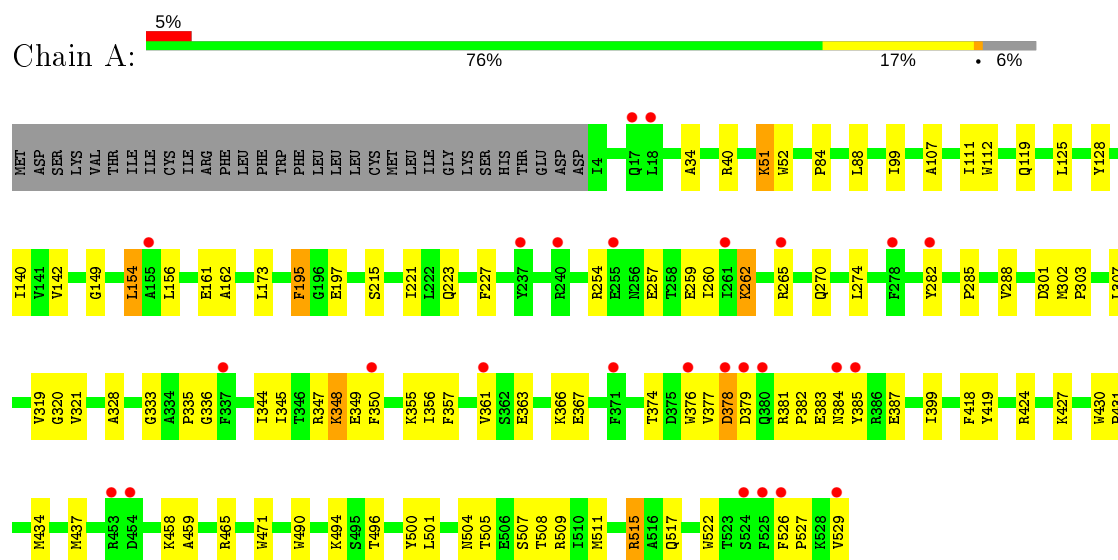 5%
Chain A:
76% 17% • 6%
MET ASP SER LYS VAL THR ILE ILE CYS ILE ARG PHE LEU PHE TRP PHE LEU LEU LEU CYS MET LEU ILE GLY LYS SER HIS THR GLU ASP ASP I4 Q17 L18 A34 R40 K51 W52 P84 L88 I99 A107 I111 W112 Q119 L125 Y128
I140 V141 V142 G149 L154 A155 L156 E161 A162 L173 F195 G196 E197 S215 I221 L222 Q223 F227 Y237 R240 R254 E255 N256 E257 T258 E259 I260 I261 K262 R265 Q270 L274 F278 Y282 P285 V288 D301 M302 P303
V319 G320 V321 A328 G333 A334 P335 G336 F337 I344 I345 T346 R347 K348 E349 F350 K355 I356 F357 V361 S362 E363 K366 E367 F371 T374 D375 W376 V377 D378 D379 Q380 R381 P382 E383 N384 Y385 R386 E387 I399 F418 Y419 R424 K427 W430
M434 M437 R453 D454 K458 A459 R465 W471 W490 K494 S495 T496 Y500 L501 N504 T505 E506 S507 T508 R509 I510 M511 R515 A516 Q517 W522 T523 S524 F525 F526 P527 K528 V529